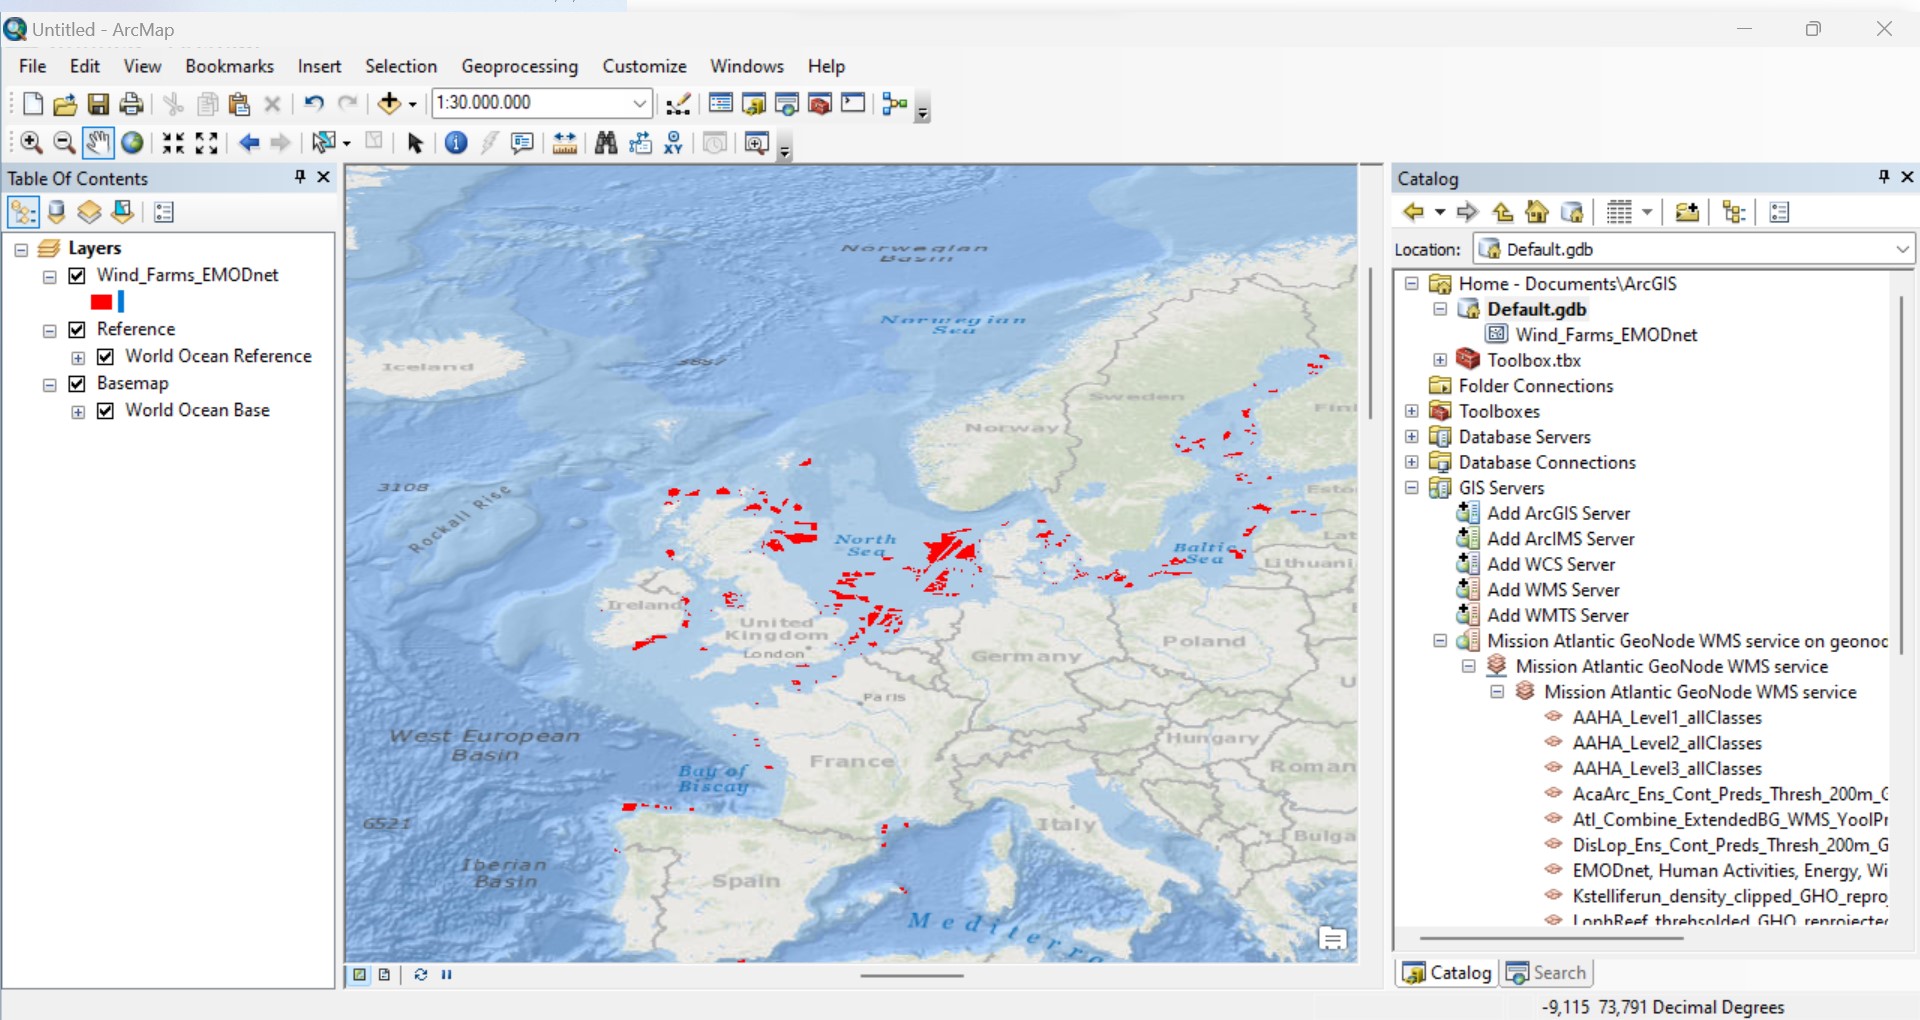 Untitled - ArcMap
File Edit View Bookmarks Insert Selection Geoprocessing Customize Windows Help
1:30.000.000
Table Of Contents
Layers
Wind_Farms_EMODnet
Reference
World Ocean Reference
Basemap
World Ocean Base
Norwegian
Basin
Norwegian
Sea
Iceland
3887
Sweden
Fin
Norway
3108
Rockall Rise
North
Sea
Esto
Lat
Baltic
Sea
Lithuani
Ireland
United
Kingdom
London
Poland
Germany
Paris
West European
Basin
Hungary
France
Roman
Bay of
Biscay
6521
Italy
Bulga
Iberian
Basin
Spain
Mediterr
Catalog
Location: Default.gdb
Home - Documents\ArcGIS
Default.gdb
Wind_Farms_EMODnet
Toolbox.tbx
Folder Connections
Toolboxes
Database Servers
Database Connections
GIS Servers
Add ArcGIS Server
Add ArcIMS Server
Add WCS Server
Add WMS Server
Add WMTS Server
Mission Atlantic GeoNode WMS service on geonod
Mission Atlantic GeoNode WMS service
Mission Atlantic GeoNode WMS service
AAHA_Level1_allClasses
AAHA_Level2_allClasses
AAHA_Level3_allClasses
AcaArc_Ens_Cont_Preds_Thresh_200m_G
Atl_Combine_ExtendedBG_WMS_YoolPr
DisLop_Ens_Cont_Preds_Thresh_200m_G
EMODnet, Human Activities, Energy, Wi
Kstelliferun_density_clipped_GHO_repro
LophReef_threhsolded_GHO_reprojected
Catalog Search
-9,115 73,791 Decimal Degrees